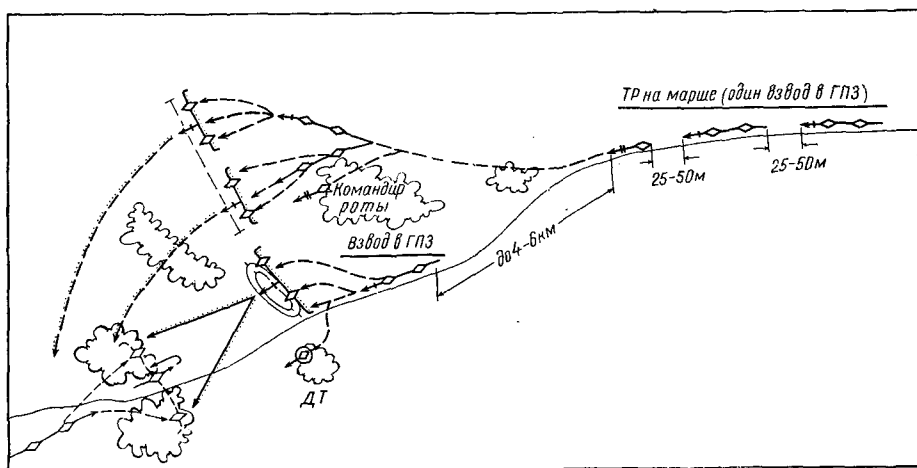 ТР на марше (один взвод в ГПЗ)
25-50м
25-50м
Командир
роты
Взвод в ГПЗ
до 4-6км
ДТ